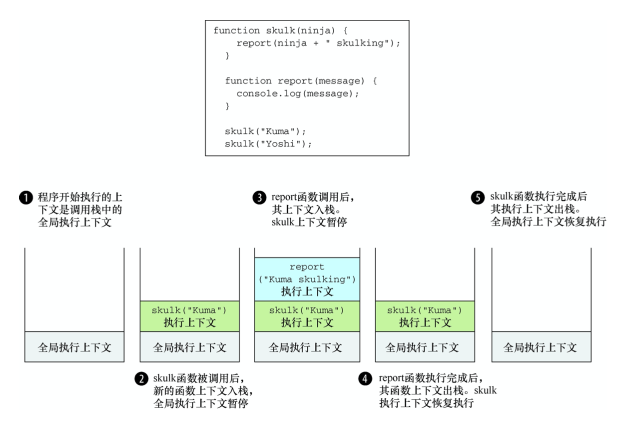 function skulk(ninja) {
report(ninja + " skulking");
}
function report(message) {
console.log(message);
}
skulk("Kuma");
skulk("Yoshi");
❶ 程序开始执行的上
下文是调用栈中的
全局执行上下文
❸ report函数调用后，
其上下文入栈。
skulk上下文暂停
❺ skulk函数执行完成后
其执行上下文出栈。
全局执行上下文恢复执行
report
("Kuma skulking")
执行上下文
skulk("Kuma")
执行上下文
skulk("Kuma")
执行上下文
skulk("Kuma")
执行上下文
全局执行上下文
全局执行上下文
全局执行上下文
全局执行上下文
全局执行上下文
❷ skulk函数被调用后，
新的函数上下文入栈，
全局执行上下文暂停
❹ report函数执行完成后，
其函数上下文出栈。skulk
执行上下文恢复执行